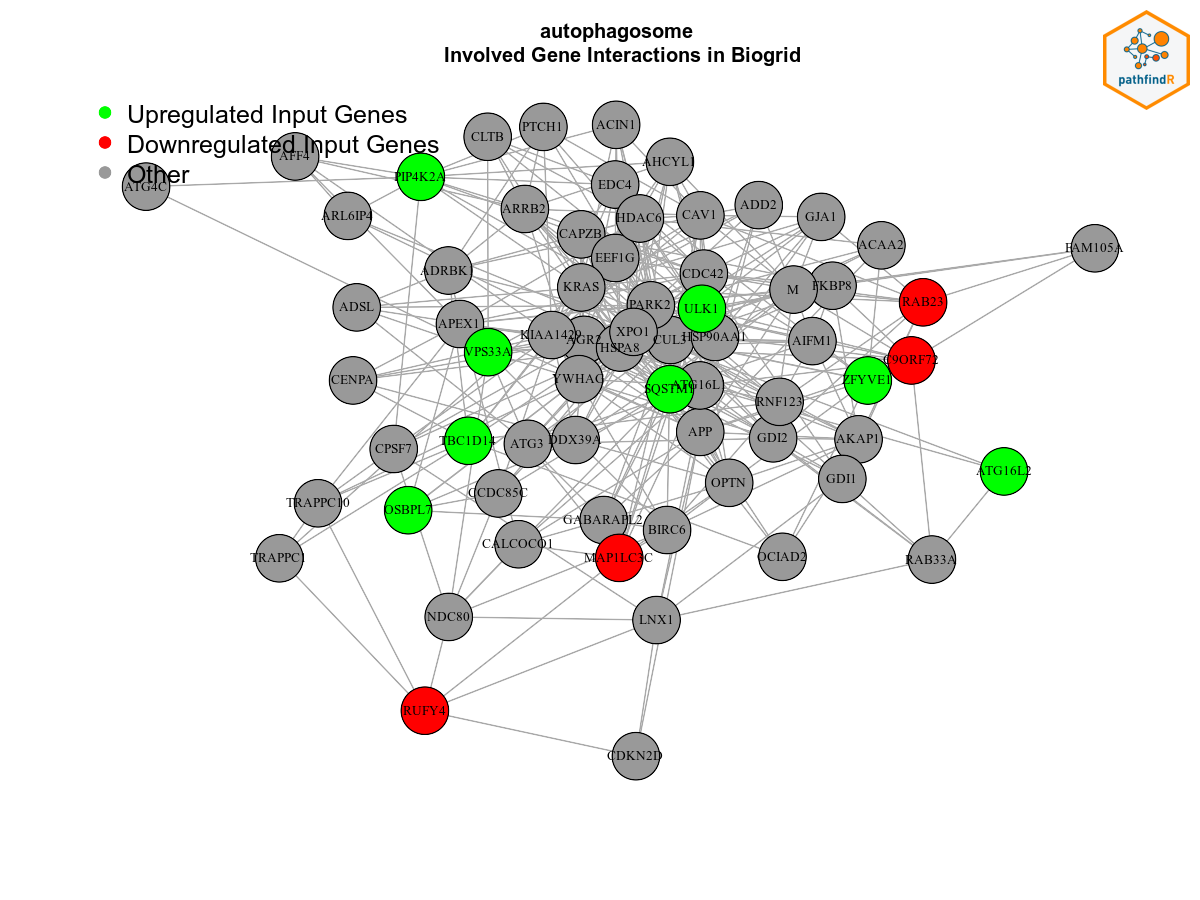 autophagosome
Involved Gene Interactions in Biogrid
pathfindR
Upregulated Input Genes
Downregulated Input Genes
Other
ACIN1
PTCH1
CLTB
AFF4
AHCYL1
PIP4K2A
EDC4
ATG4C
ADD2
ARRB2
CAV1
ARL6IP4
HDAC6
GJA1
CAPZB
ACAA2
FAM105A
EEF1G
ADRBK
CDC42
KRAS
FKBP8
M
RAB23
PARK2
ADSL
ULK1
APEX1
XPO1
KIAA1429
AGR2
HSP90AA1
CUL3
AIFM1
HSPA8
VPS33A
C9ORF72
YWHAG
CENPA
ZFYVE1
ATG16L
SQSTM1
RNF123
APP
GDI2
AKAP1
DDX39A
TBC1D14
ATG3
CPSF7
ATG16L2
GDI1
OPTN
CCDC85C
TRAPPC10
OSBPL7
GABARAPL2
BIRC6
CALCOCO1
OCIAD2
TRAPPC1
MAP1LC3C
RAB33A
NDC80
LNX1
RUFY4
CDKN2D